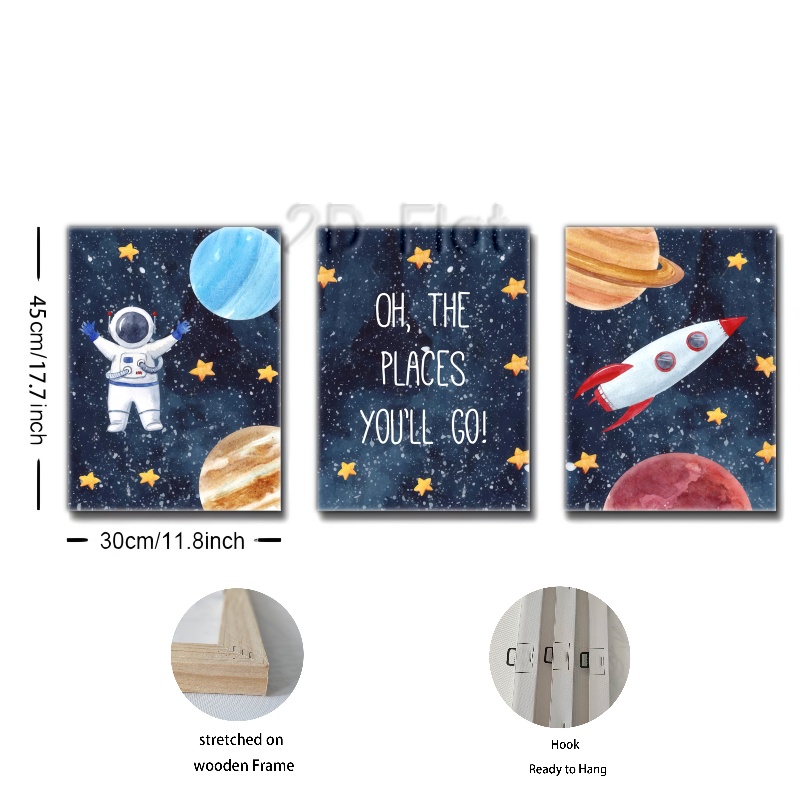 2D Flat
OH, THE
PLACES
YOU'LL GO!
45cm/17.7inch
30cm/11.8inch
stretched on
wooden Frame
Hook
Ready to Hang